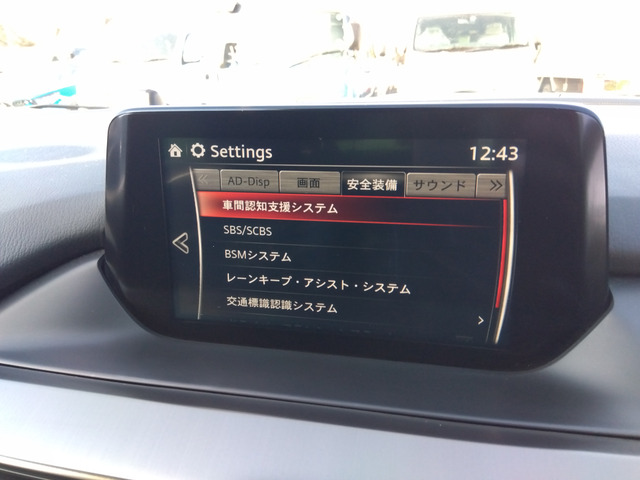 Settings 12:43
AD-Disp 画面 安全装備 サウンド
車間認知支援システム
SBS/SCBS
BSMシステム
レーンキープ・アシスト・システム
交通標識認識システム